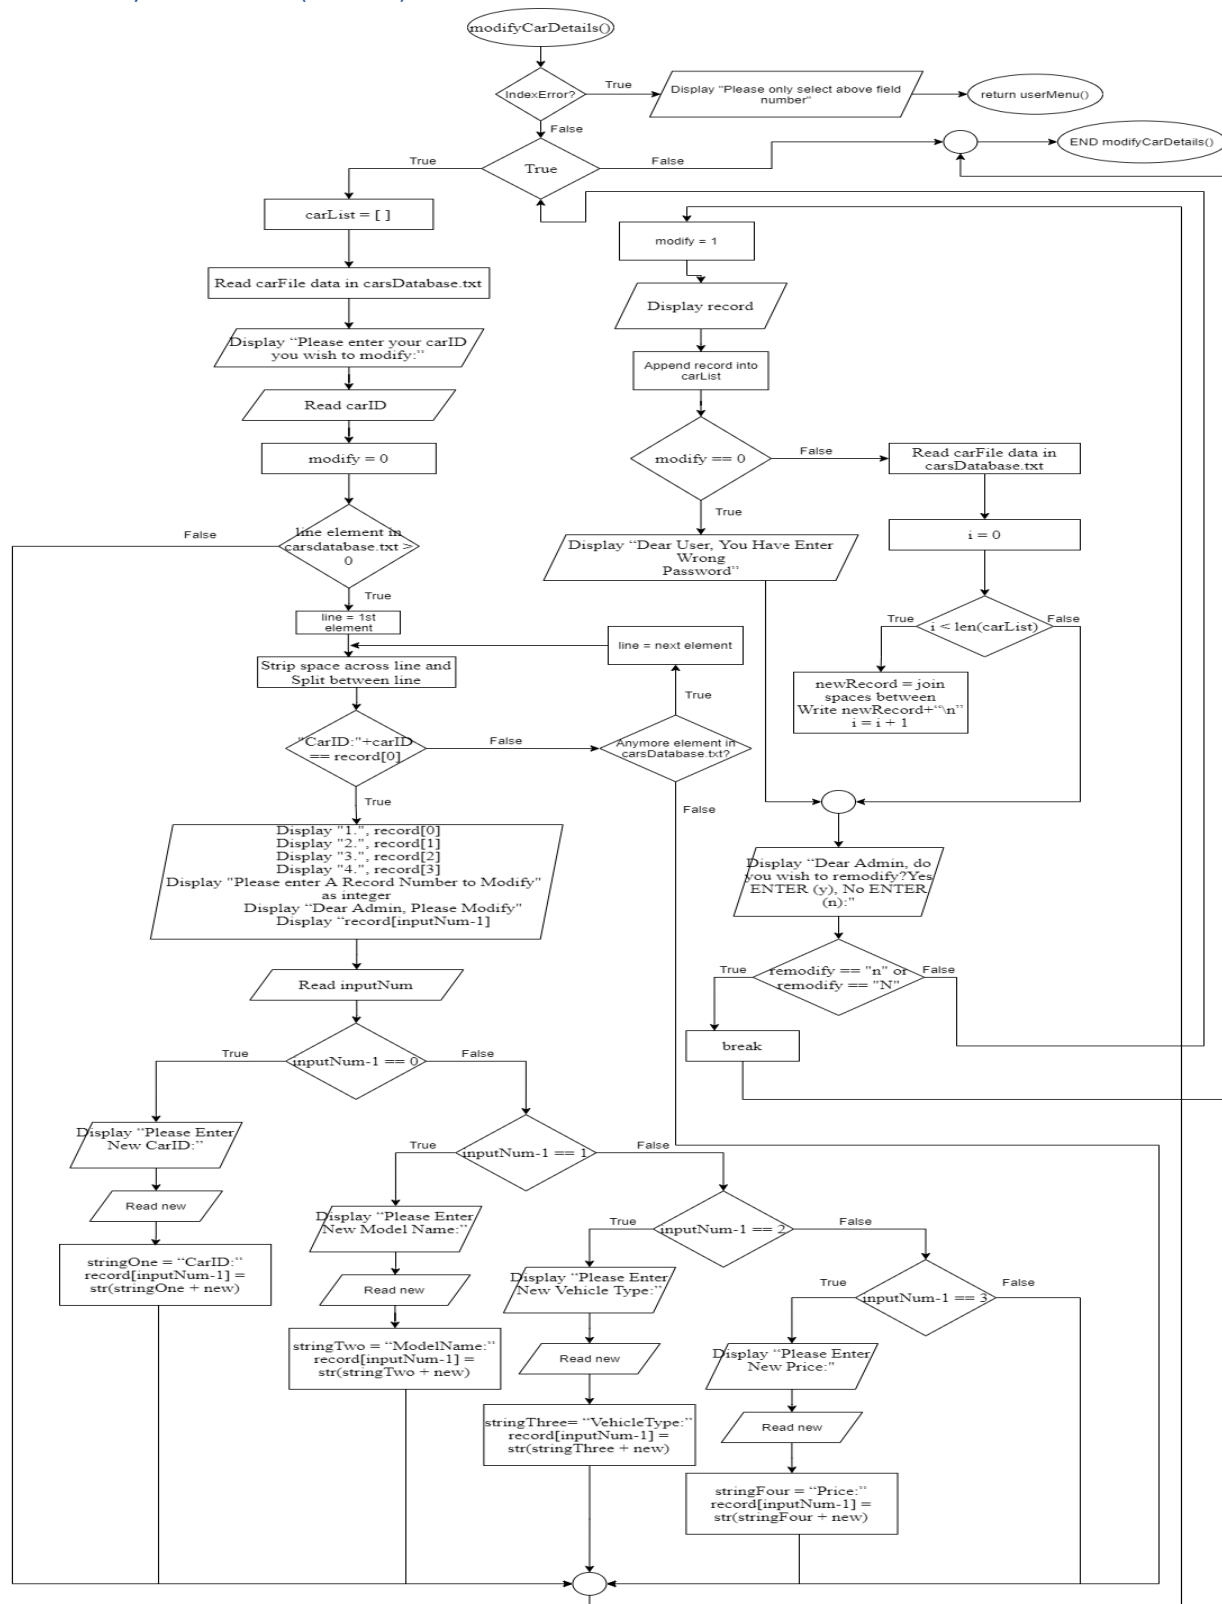 modifyCarDetails()
IndexError?
True
Display "Please only select above field
number"
return userMenu()
False
True
True
False
END modifyCarDetails()
carList = [ ]
Read carFile data in carsDatabase.txt
Display “Please enter your carID
you wish to modify:”
Read carID
modify = 0
False
line element in
carsdatabase.txt >
0
True
line = 1st
element
Strip space across line and
Split between line
"CarID:"+carID
== record[0]
False
Anymore element in
carsDatabase.txt?
True
line = next element
False
True
Display "1.", record[0]
Display "2.", record[1]
Display "3.", record[2]
Display "4.", record[3]
Display "Please enter A Record Number to Modify"
as integer
Display “Dear Admin, Please Modify"
Display “record[inputNum-1]
Read inputNum
True
inputNum-1 == 0
False
Display “Please Enter
New CarID:”
Read new
stringOne = “CarID:”
record[inputNum-1] =
str(stringOne + new)
True
inputNum-1 == 1
False
Display “Please Enter
New Model Name:”
Read new
stringTwo = “ModelName:”
record[inputNum-1] =
str(stringTwo + new)
True
inputNum-1 == 2
False
Display “Please Enter
New Vehicle Type:”
Read new
stringThree= “VehicleType:”
record[inputNum-1] =
str(stringThree + new)
True
inputNum-1 == 3
False
Display “Please Enter
New Price:"
Read new
stringFour = “Price:”
record[inputNum-1] =
str(stringFour + new)
modify = 1
Display record
Append record into
carList
modify == 0
False
Read carFile data in
carsDatabase.txt
True
Display “Dear User, You Have Enter
Wrong
Password”
i = 0
True
i < len(carList)
False
newRecord = join
spaces between
Write newRecord+“\n”
i = i + 1
Display “Dear Admin, do
you wish to remodify?Yes
ENTER (y), No ENTER
(n):"
True
remodify == "n" or
remodify == "N"
False
break